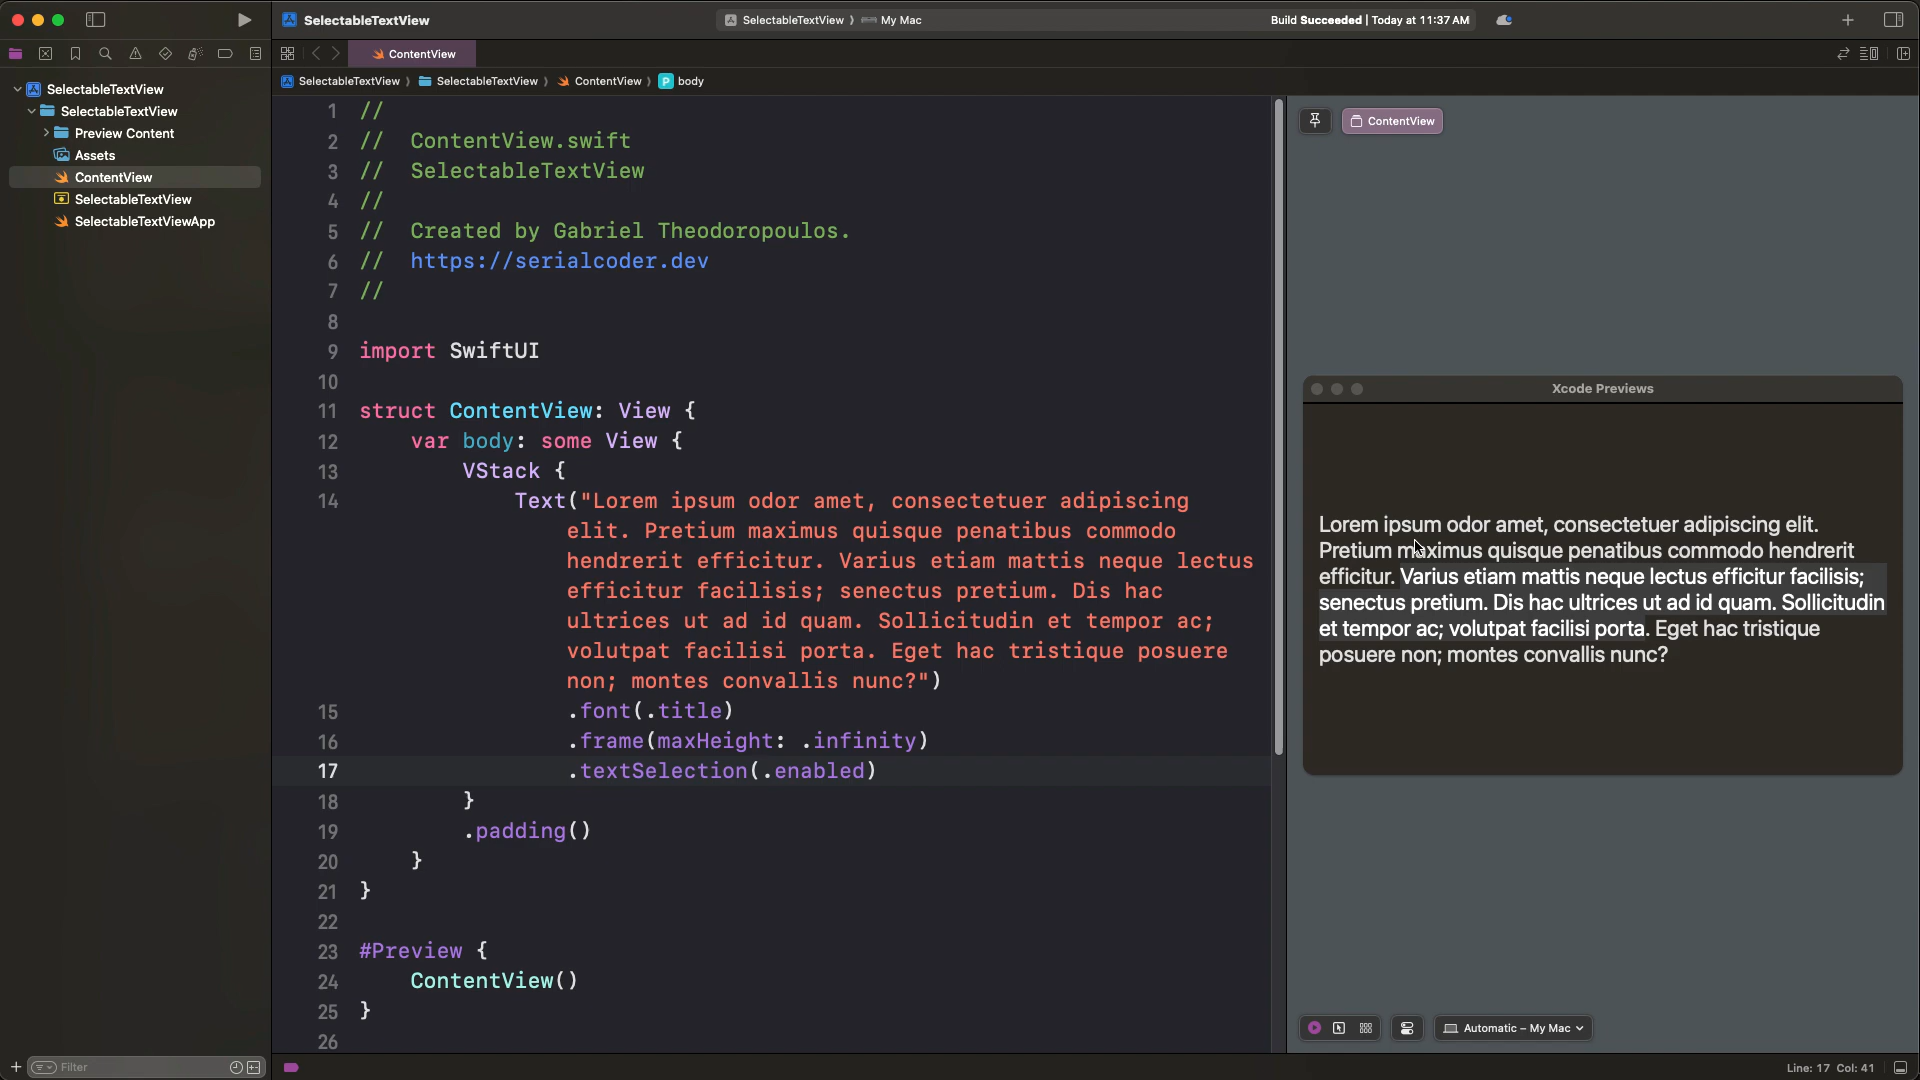 SelectableTextView
SelectableTextView 〉 My Mac
Build Succeeded | Today at 11:37 AM
ContentView
SelectableTextView 〉 SelectableTextView 〉 ContentView 〉 P body
SelectableTextView
SelectableTextView
Preview Content
Assets
ContentView
SelectableTextView
SelectableTextViewApp
Filter
1 //
2 //  ContentView.swift
3 //  SelectableTextView
4 //
5 //  Created by Gabriel Theodoropoulos.
6 //  https://serialcoder.dev
7 //
8
9 import SwiftUI
10
11 struct ContentView: View {
12     var body: some View {
13         VStack {
14             Text("Lorem ipsum odor amet, consectetuer adipiscing
elit. Pretium maximus quisque penatibus commodo
hendrerit efficitur. Varius etiam mattis neque lectus
efficitur facilisis; senectus pretium. Dis hac
ultrices ut ad id quam. Sollicitudin et tempor ac;
volutpat facilisi porta. Eget hac tristique posuere
non; montes convallis nunc?")
15                 .font(.title)
16                 .frame(maxHeight: .infinity)
17                 .textSelection(.enabled)
18         }
19         .padding()
20     }
21 }
22
23 #Preview {
24     ContentView()
25 }
26
ContentView
Xcode Previews
Lorem ipsum odor amet, consectetuer adipiscing elit.
Pretium maximus quisque penatibus commodo hendrerit
efficitur. Varius etiam mattis neque lectus efficitur facilisis;
senectus pretium. Dis hac ultrices ut ad id quam. Sollicitudin
et tempor ac; volutpat facilisi porta. Eget hac tristique
posuere non; montes convallis nunc?
Automatic – My Mac
Line: 17 Col: 41